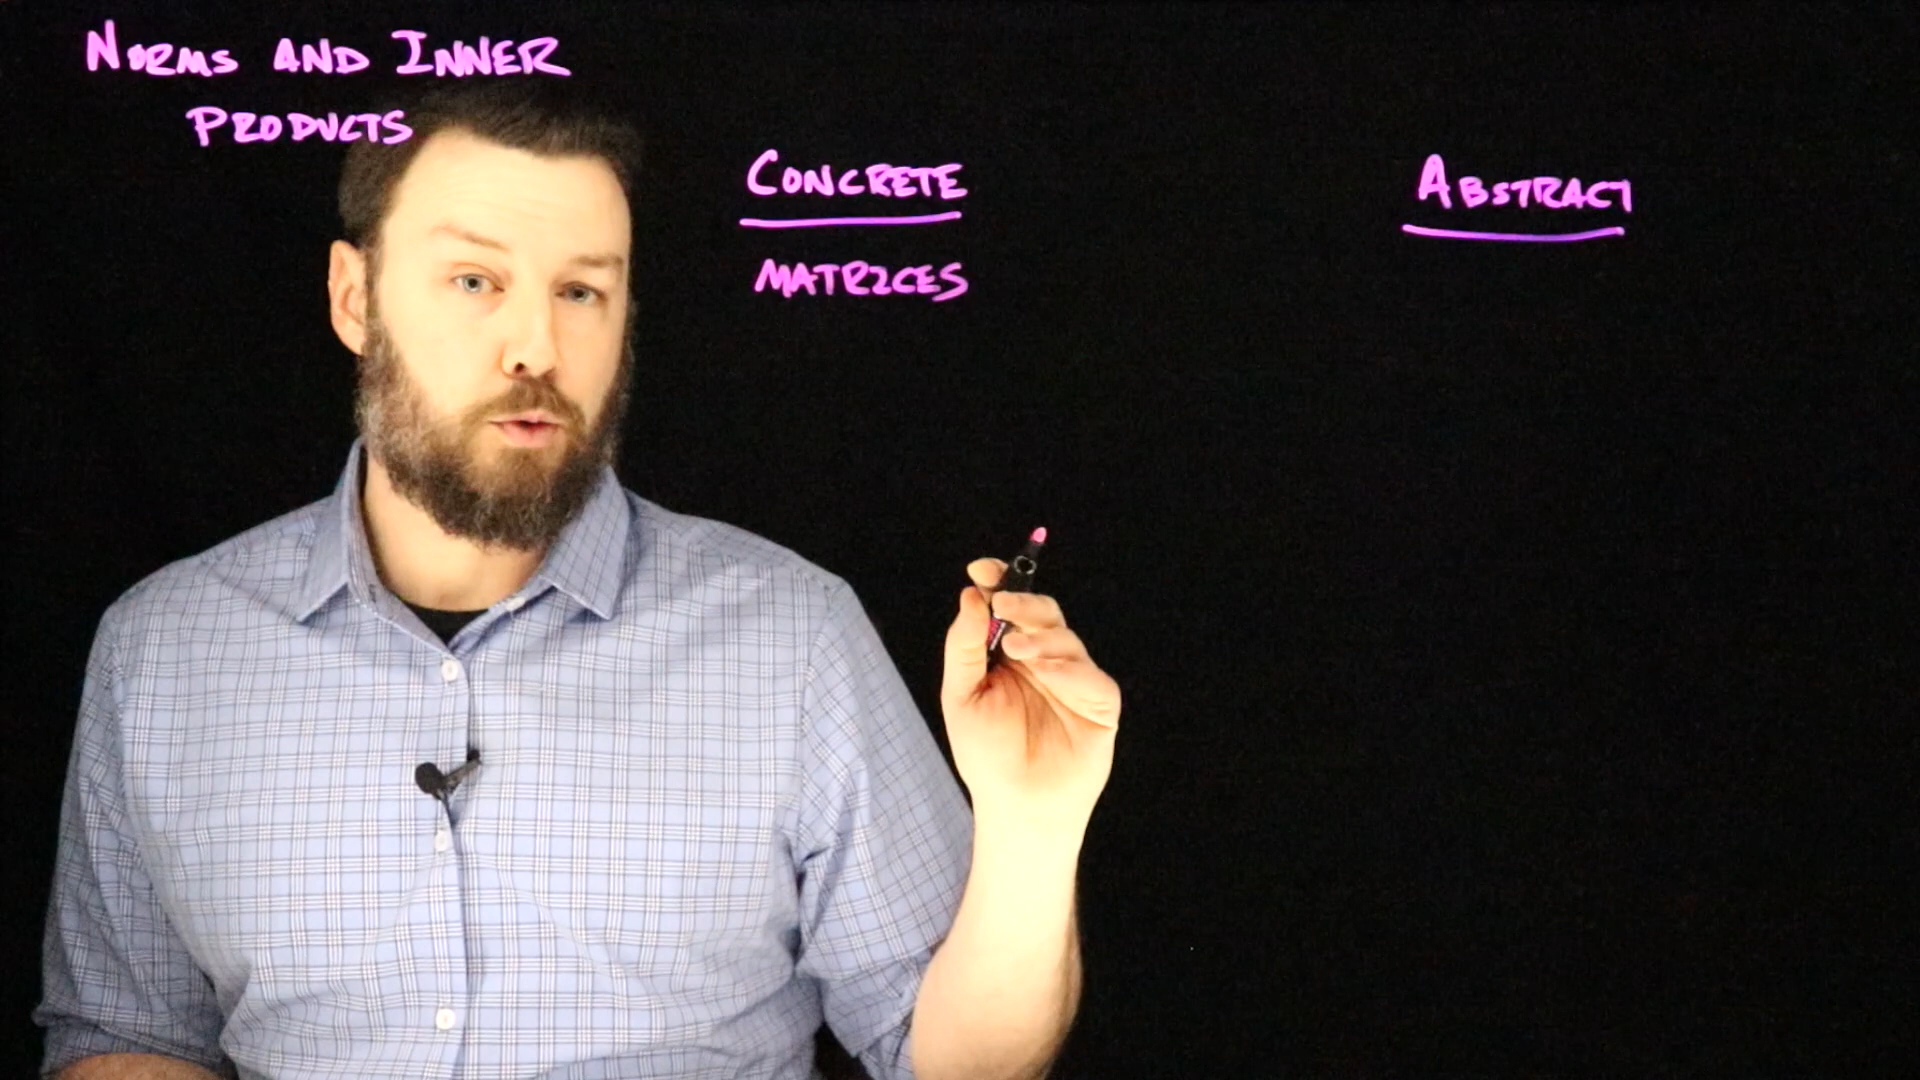 NORMS AND INNER
PRODUCTS
CONCRETE
ABSTRACT
MATRICES